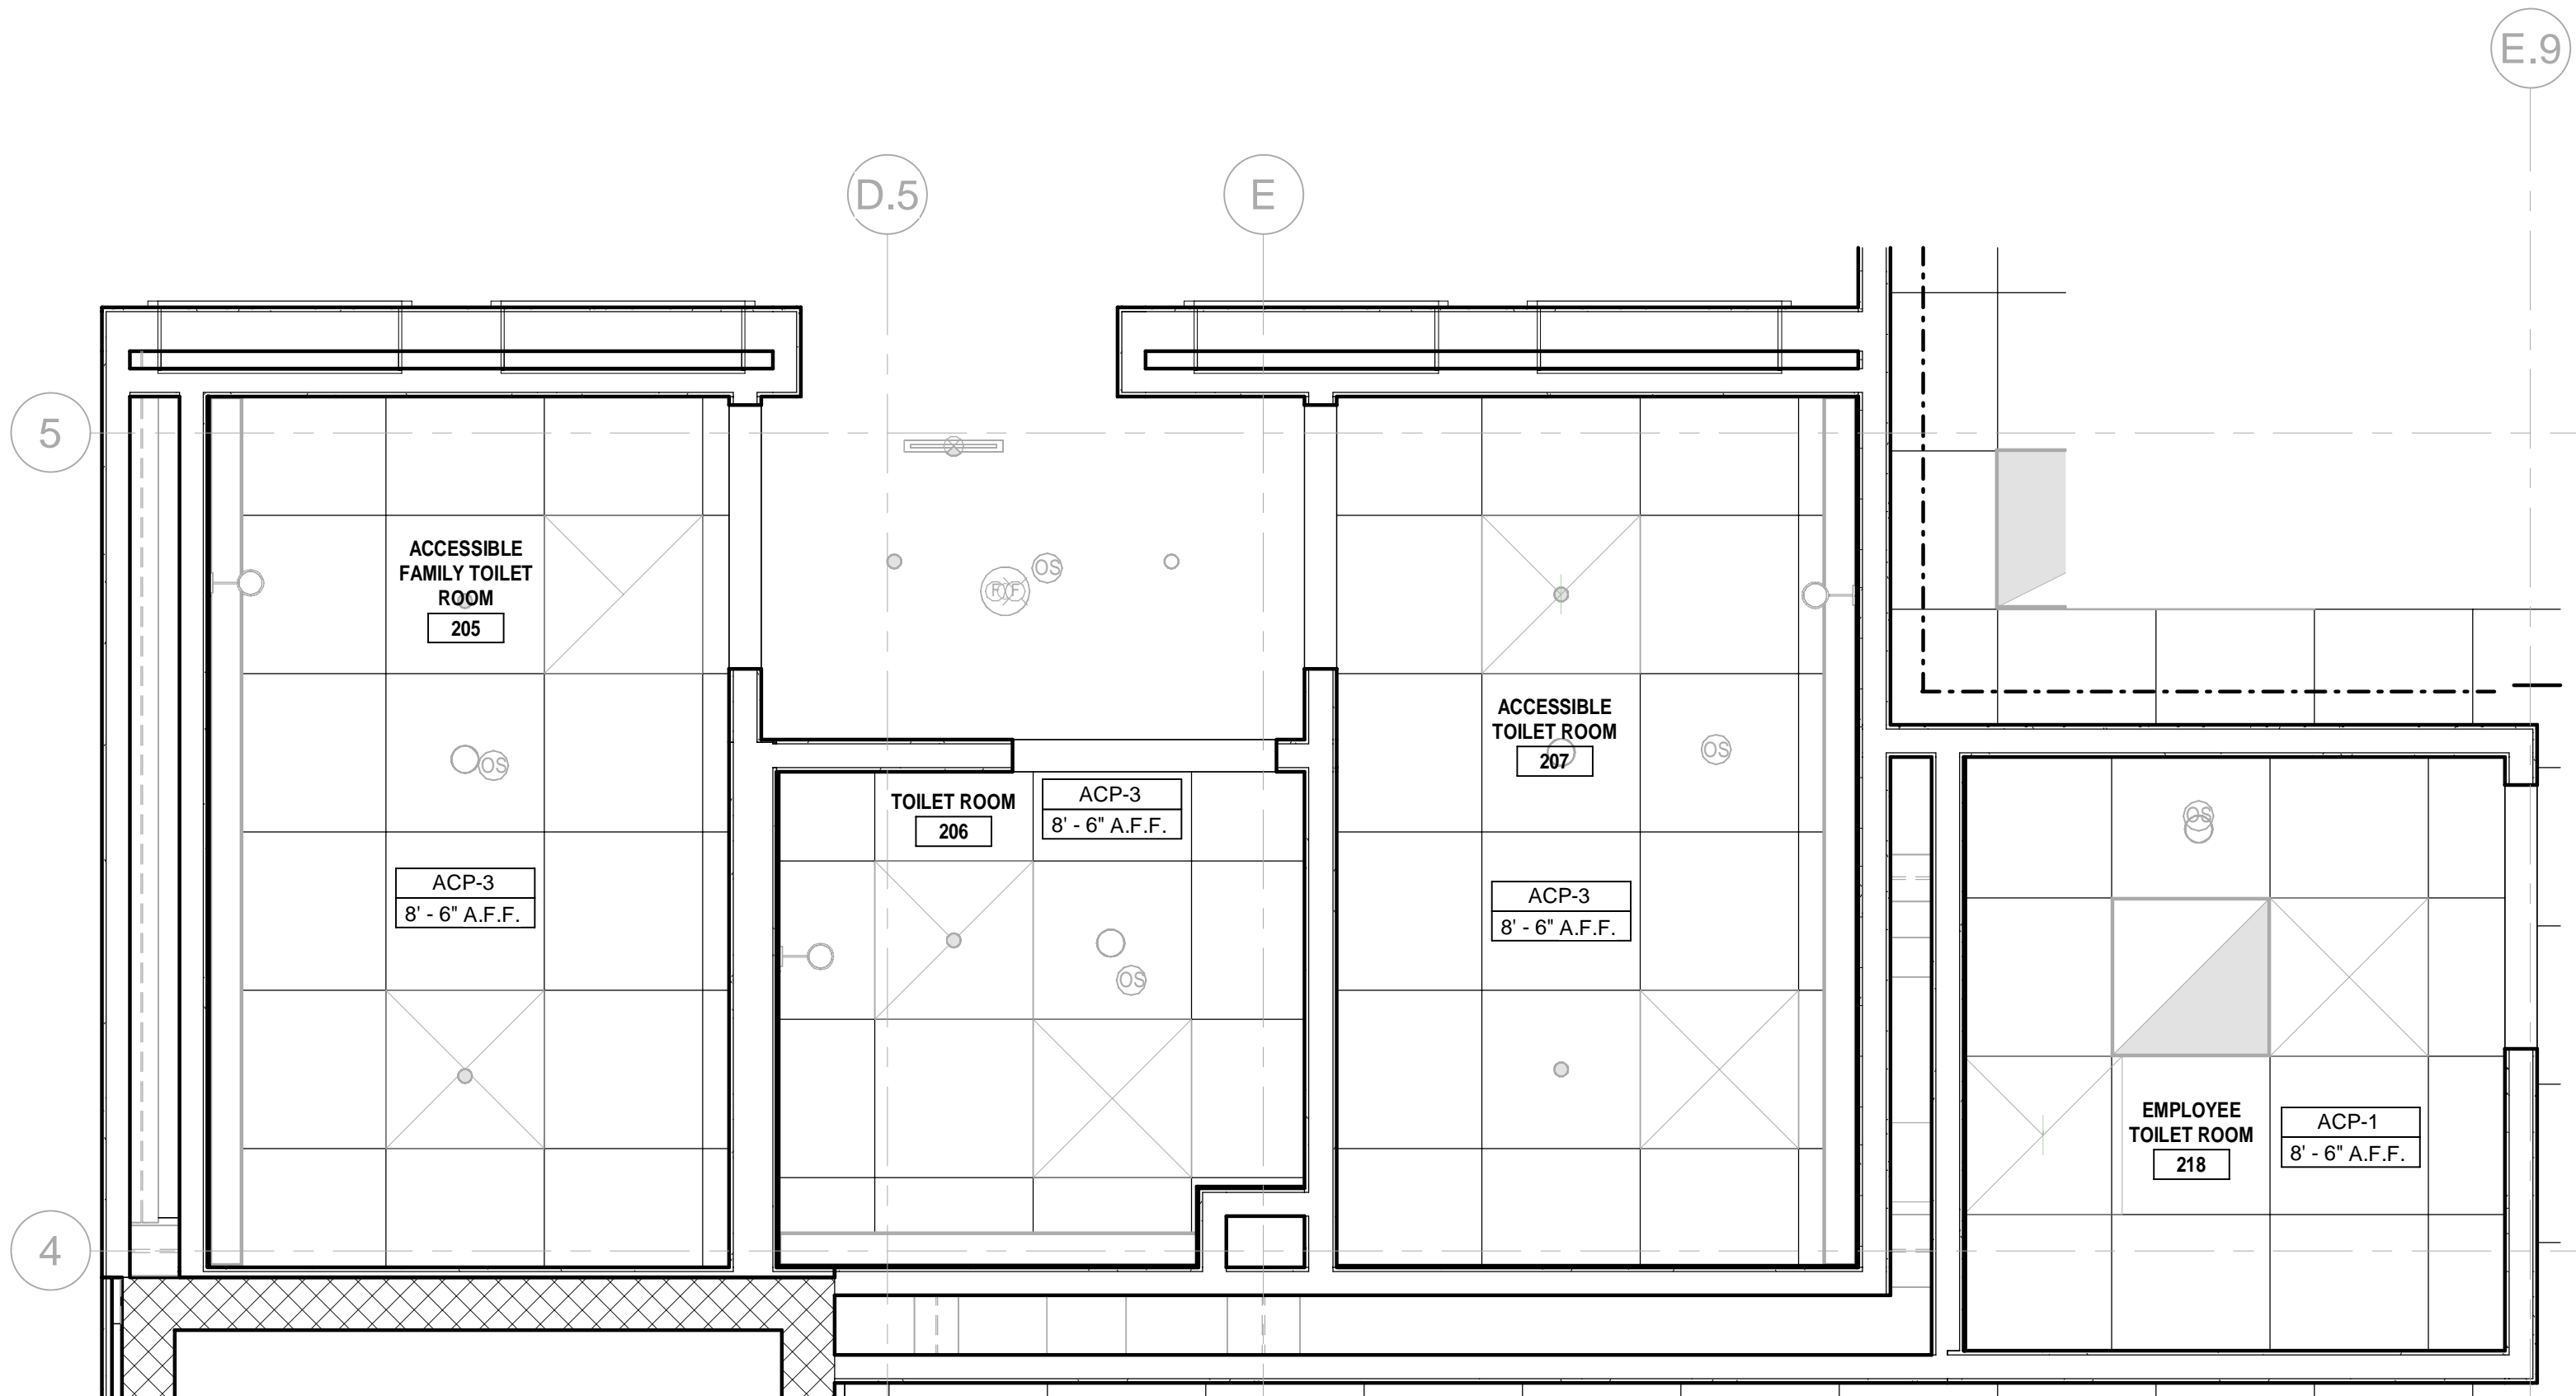 E.9
D.5
E
5
ACCESSIBLE
FAMILY TOILET
ROOM
205
OS
F F
OS
ACP-3
8' - 6" A.F.F.
TOILET ROOM
206
ACP-3
8' - 6" A.F.F.
OS
ACCESSIBLE
TOILET ROOM
207
OS
ACP-3
8' - 6" A.F.F.
OS
EMPLOYEE
TOILET ROOM
218
ACP-1
8' - 6" A.F.F.
4